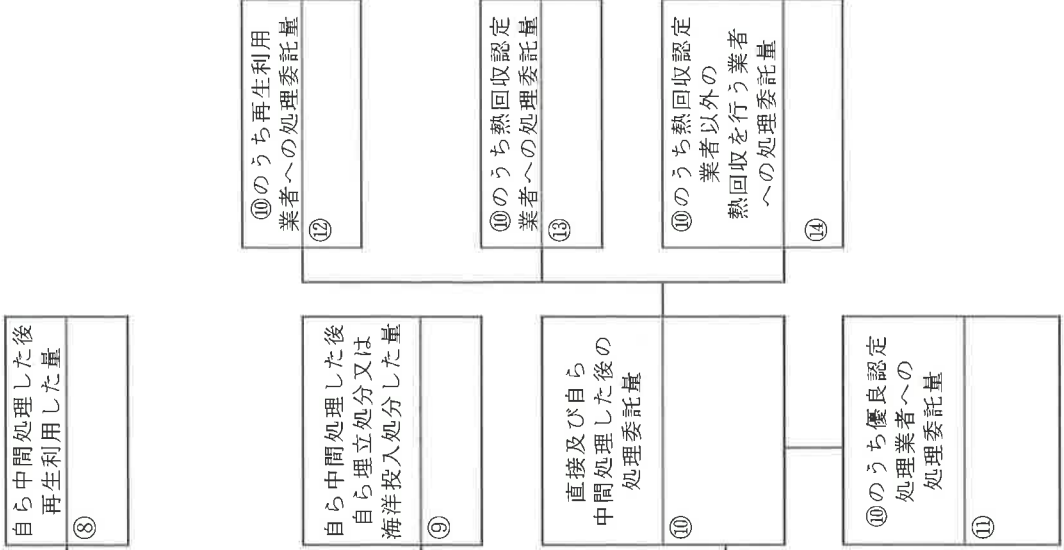 自ら中間処理した後
再生利用した量
⑧
自ら中間処理した後
自ら埋立処分又は
海洋投入処分した量
⑨
直接及び自ら
中間処理した後の
処理委託量
⑩
⑩のうち優良認定
処理業者への
処理委託量
⑪
⑩のうち再生利用
業者への処理委託量
⑫
⑩のうち熱回収認定
業者への処理委託量
⑬
⑩のうち熱回収認定
業者以外の
熱回収を行う業者
への処理委託量
⑭